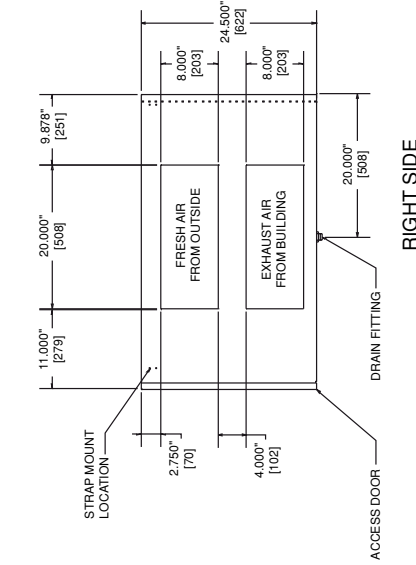 11.000"
[279]
20.000"
[508]
9.878"
[251]
STRAP MOUNT
LOCATION
2.750"
[70]
4.000"
[102]
FRESH AIR
FROM OUTSIDE
EXHAUST AIR
FROM BUILDING
8.000"
[203]
8.000"
[203]
24.500"
[622]
20.000"
[508]
ACCESS DOOR
DRAIN FITTING
RIGHT SIDE